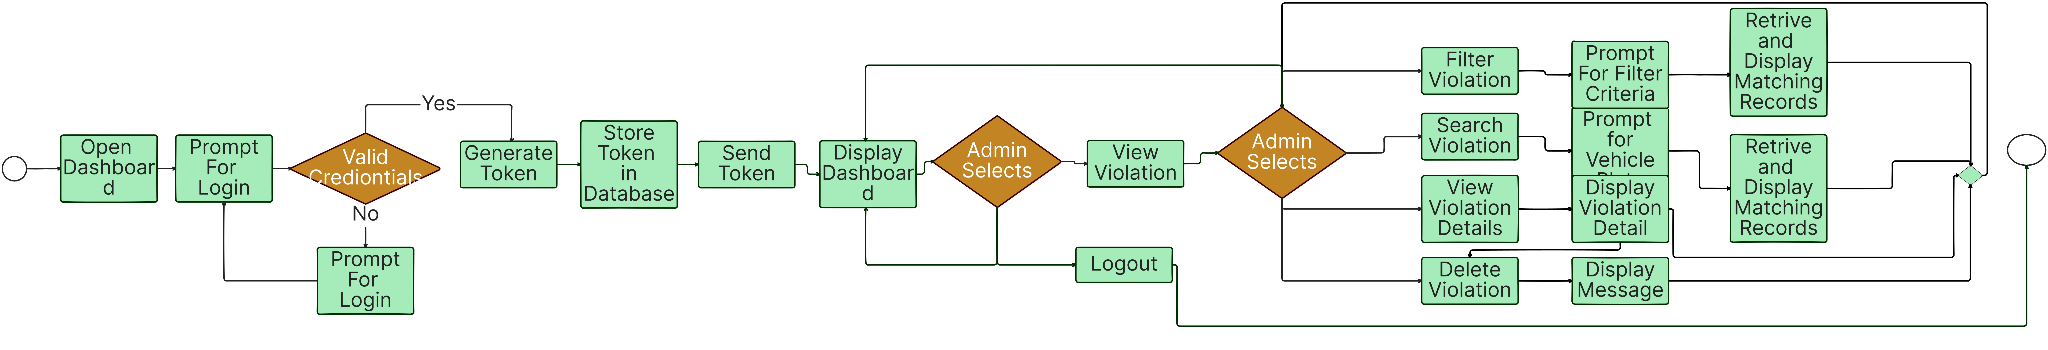 Open
Dashboar
d
Prompt
For
Login
Valid
Crediontials
Yes
No
Prompt
For
Login
Generate
Token
Store
Token
in
Database
Send
Token
Display
Dashboar
d
Admin
Selects
View
Violation
Logout
Admin
Selects
Filter
Violation
Prompt
For Filter
Criteria
Retrive
and
Display
Matching
Records
Search
Violation
Prompt
for
Vehicle
Retrive
and
Display
Matching
Records
View
Violation
Details
Display
Violation
Detail
Delete
Violation
Display
Message